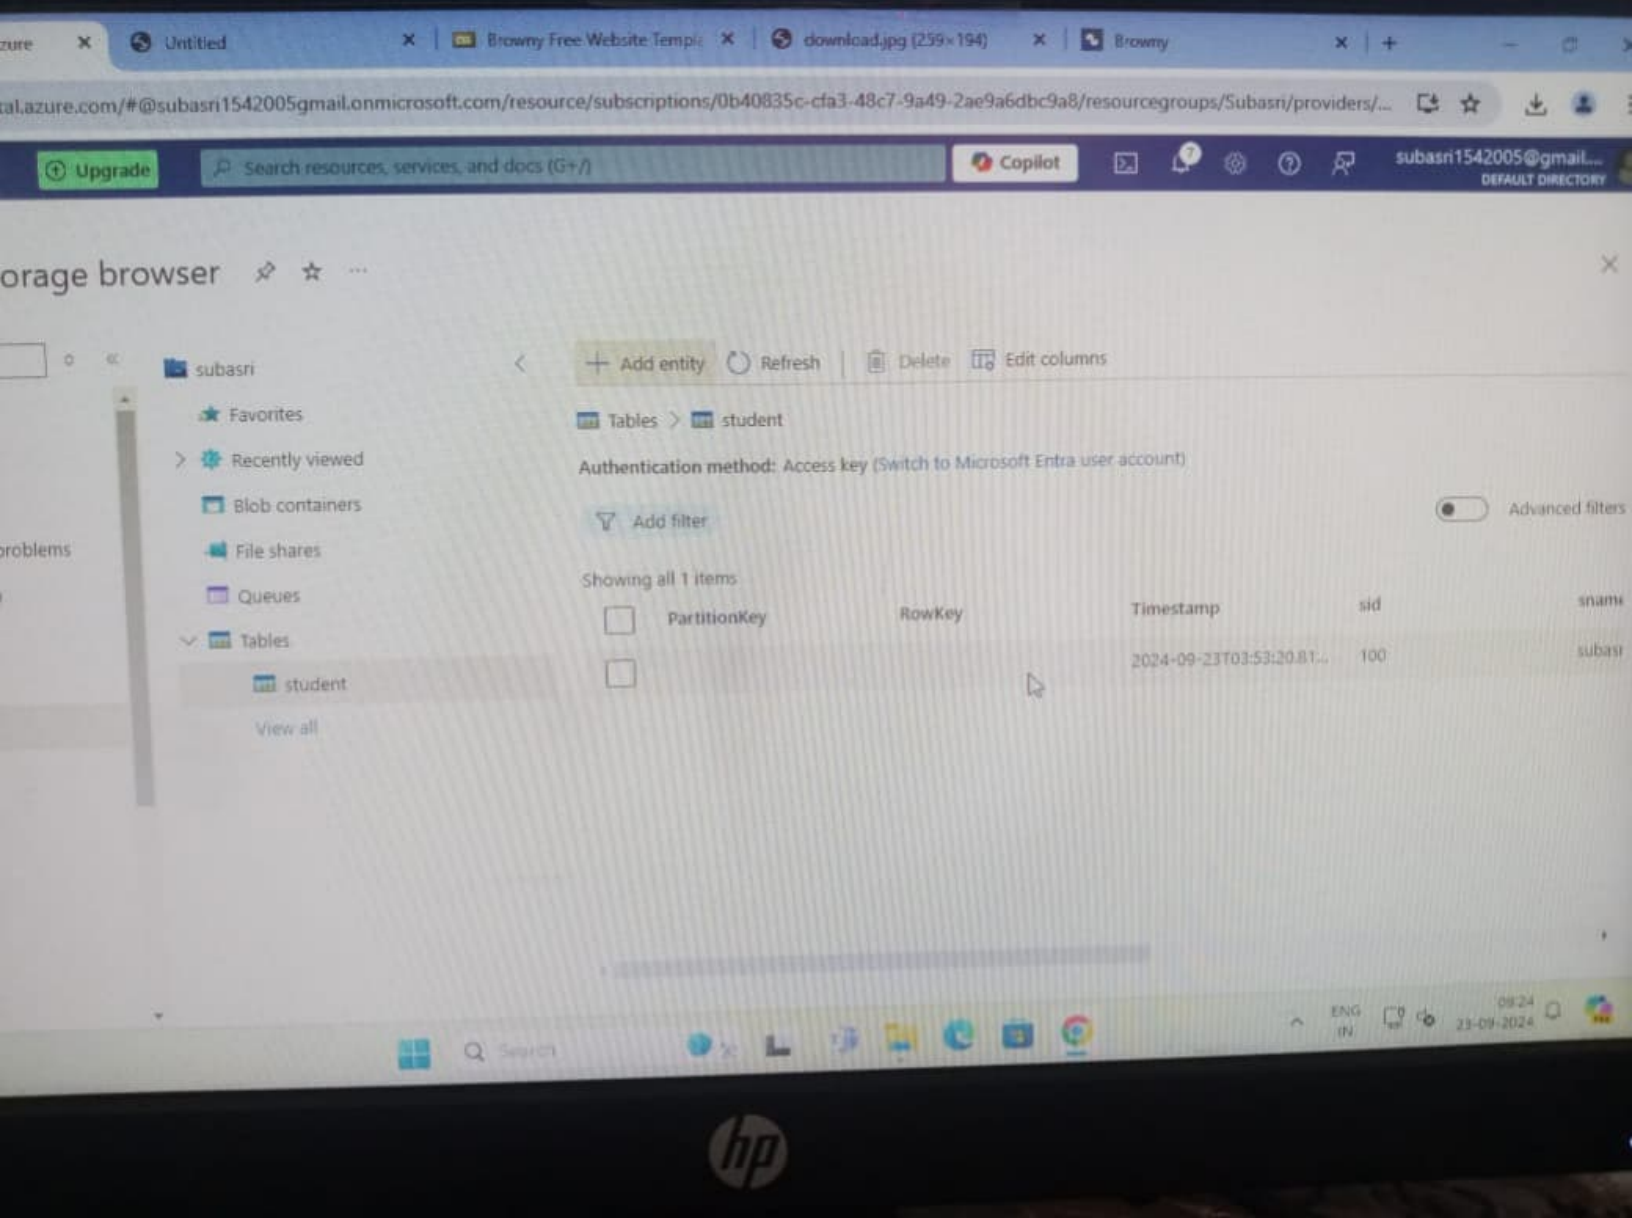 zure
Untitled
Browny Free Website Templa
download.jpg (259×194)
Browny
tal.azure.com/#@subasri1542005gmail.onmicrosoft.com/resource/subscriptions/0b40835c-cfa3-48c7-9a49-2ae9a6dbc9a8/resourcegroups/Subasri/providers/...
Upgrade
Search resources, services, and docs (G+/)
Copilot
7
subasri1542005@gmail....
DEFAULT DIRECTORY
orage browser
subasri
Favorites
Recently viewed
Blob containers
File shares
Queues
Tables
student
View all
problems
Add entity
Refresh
Delete
Edit columns
Tables > student
Authentication method: Access key (Switch to Microsoft Entra user account)
Add filter
Advanced filters
Showing all 1 items
PartitionKey RowKey Timestamp sid sname
2024-09-23T03:53:20.81... 100 subasr
Search
ENG
IN
09:24
23-09-2024
hp